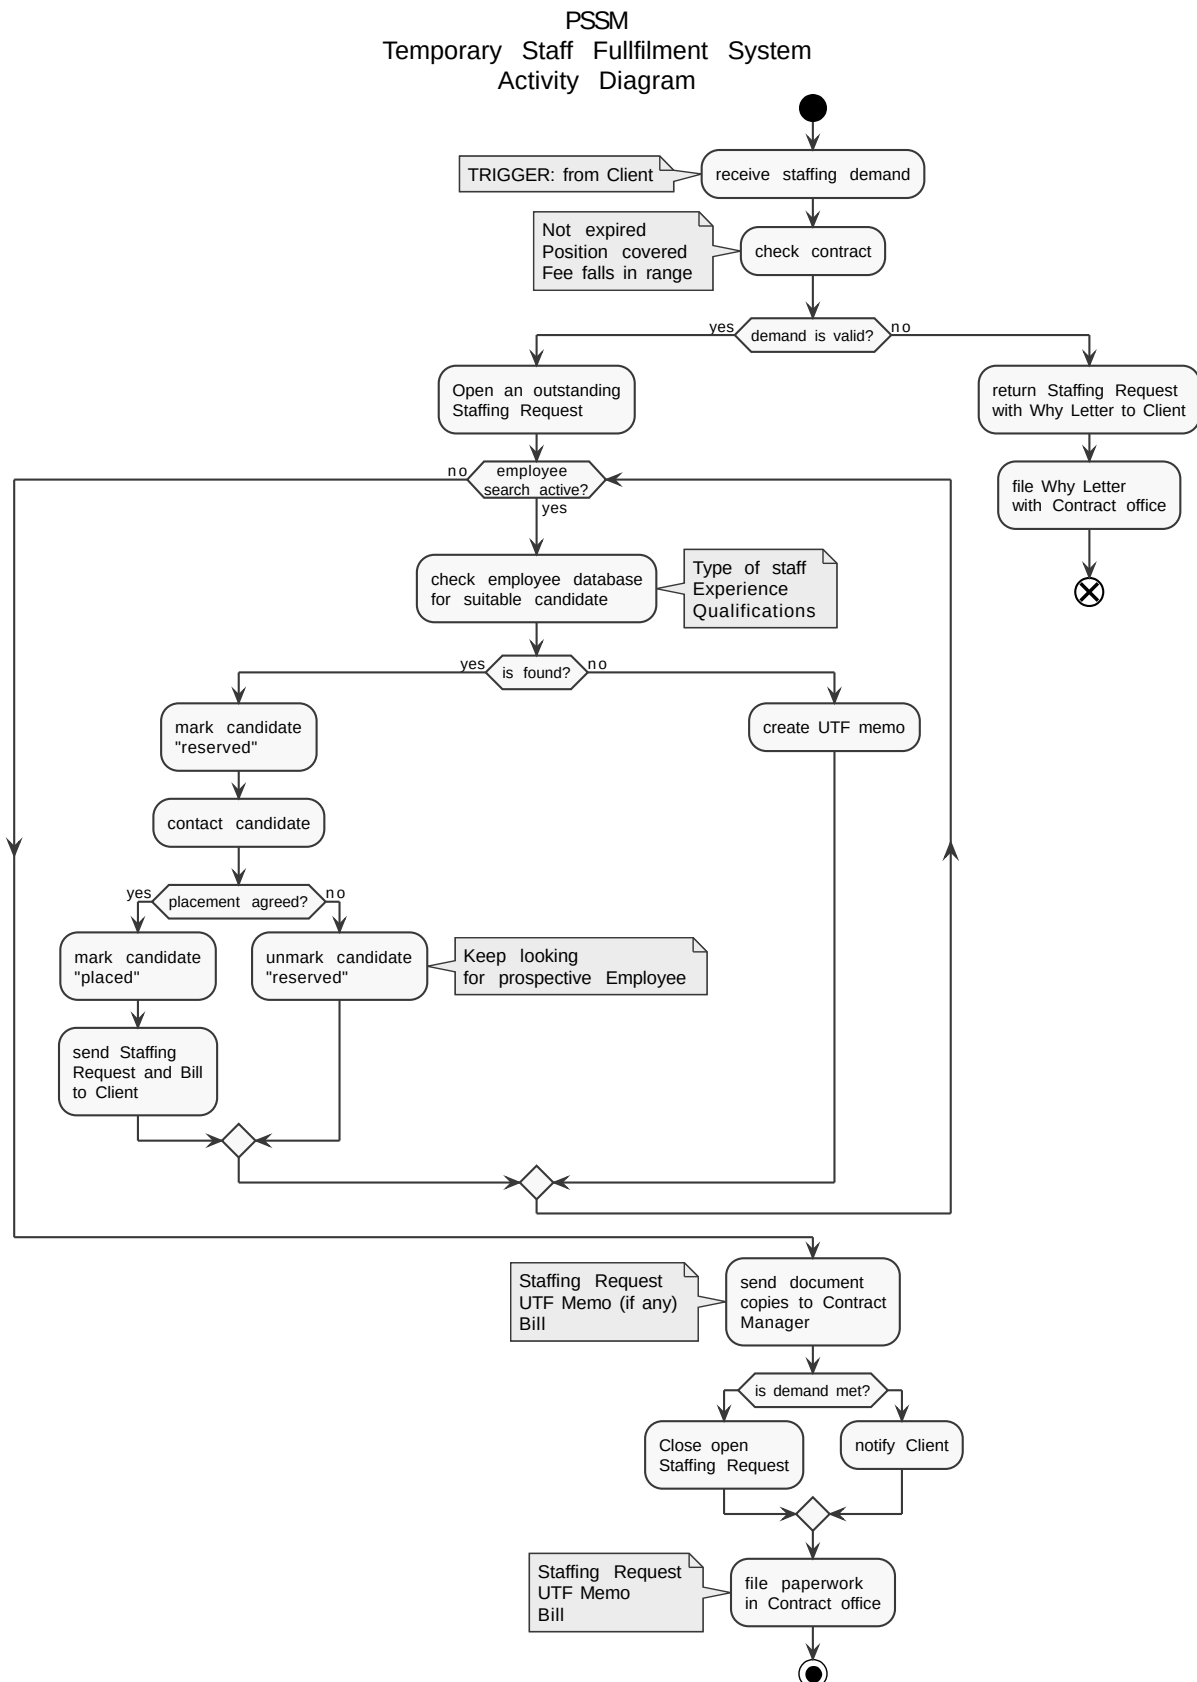 PSSM
Temporary Staff Fullfilment System
Activity Diagram
TRIGGER: from Client
receive staffing demand
Not expired
Position covered
Fee falls in range
check contract
yes
demand is valid?
no
Open an outstanding
Staffing Request
return Staffing Request
with Why Letter to Client
no
employee
search active?
yes
file Why Letter
with Contract office
check employee database
for suitable candidate
Type of staff
Experience
Qualifications
yes
is found?
no
mark candidate
"reserved"
create UTF memo
contact candidate
yes
placement agreed?
no
mark candidate
"placed"
unmark candidate
"reserved"
Keep looking
for prospective Employee
send Staffing
Request and Bill
to Client
Staffing Request
UTF Memo (if any)
Bill
send document
copies to Contract
Manager
is demand met?
Close open
Staffing Request
notify Client
Staffing Request
UTF Memo
Bill
file paperwork
in Contract office